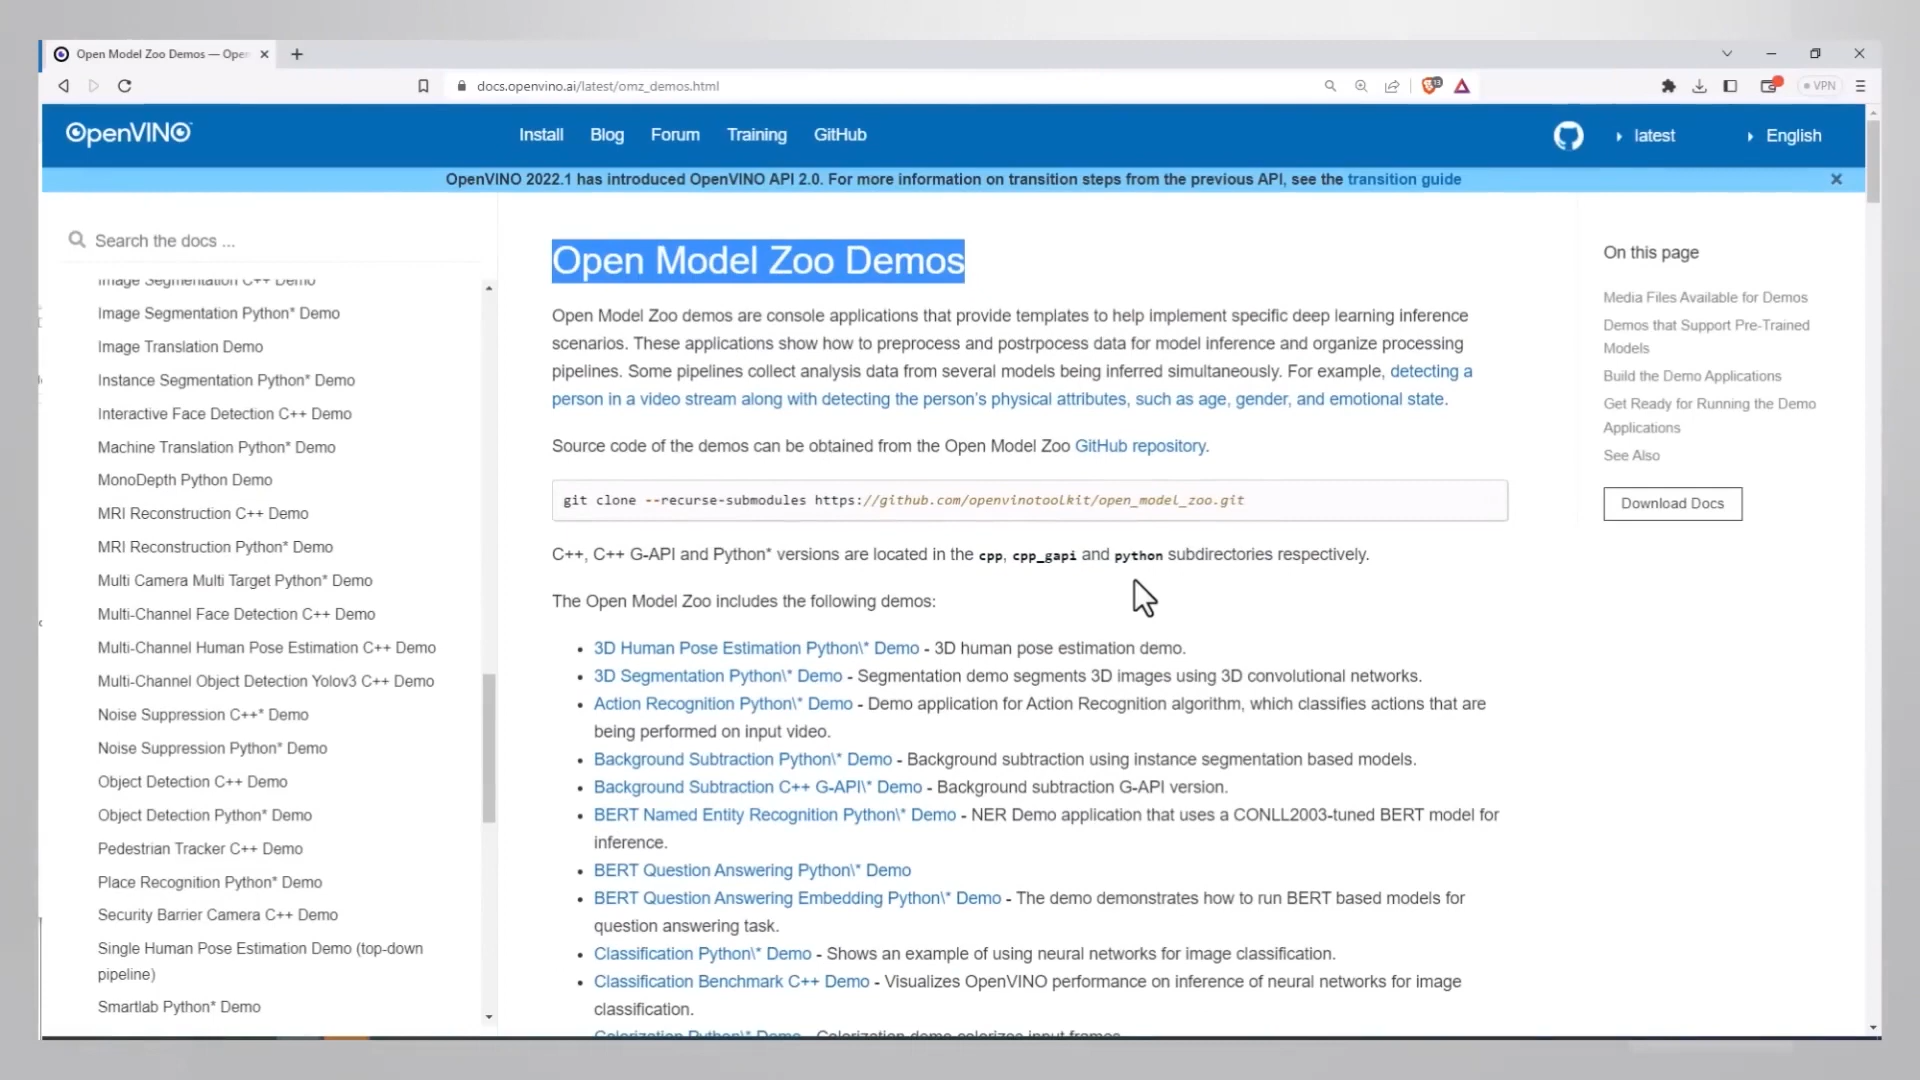 Open Model Zoo Demos — Open
docs.openvino.ai/latest/omz_demos.html
VPN
OpenVINO
Install Blog Forum Training GitHub latest English
OpenVINO 2022.1 has introduced OpenVINO API 2.0. For more information on transition steps from the previous API, see the transition guide
Search the docs ...
Image Segmentation C++ Demo
Image Segmentation Python* Demo
Image Translation Demo
Instance Segmentation Python* Demo
Interactive Face Detection C++ Demo
Machine Translation Python* Demo
MonoDepth Python Demo
MRI Reconstruction C++ Demo
MRI Reconstruction Python* Demo
Multi Camera Multi Target Python* Demo
Multi-Channel Face Detection C++ Demo
Multi-Channel Human Pose Estimation C++ Demo
Multi-Channel Object Detection Yolov3 C++ Demo
Noise Suppression C++* Demo
Noise Suppression Python* Demo
Object Detection C++ Demo
Object Detection Python* Demo
Pedestrian Tracker C++ Demo
Place Recognition Python* Demo
Security Barrier Camera C++ Demo
Single Human Pose Estimation Demo (top-down
pipeline)
Smartlab Python* Demo
Open Model Zoo Demos
Open Model Zoo demos are console applications that provide templates to help implement specific deep learning inference
scenarios. These applications show how to preprocess and postrpocess data for model inference and organize processing
pipelines. Some pipelines collect analysis data from several models being inferred simultaneously. For example, detecting a
person in a video stream along with detecting the person's physical attributes, such as age, gender, and emotional state.
Source code of the demos can be obtained from the Open Model Zoo GitHub repository.
git clone --recurse-submodules https://github.com/openvinotoolkit/open_model_zoo.git
C++, C++ G-API and Python* versions are located in the cpp, cpp_gapi and python subdirectories respectively.
The Open Model Zoo includes the following demos:
• 3D Human Pose Estimation Python\* Demo - 3D human pose estimation demo.
• 3D Segmentation Python\* Demo - Segmentation demo segments 3D images using 3D convolutional networks.
• Action Recognition Python\* Demo - Demo application for Action Recognition algorithm, which classifies actions that are
being performed on input video.
• Background Subtraction Python\* Demo - Background subtraction using instance segmentation based models.
• Background Subtraction C++ G-API\* Demo - Background subtraction G-API version.
• BERT Named Entity Recognition Python\* Demo - NER Demo application that uses a CONLL2003-tuned BERT model for
inference.
• BERT Question Answering Python\* Demo
• BERT Question Answering Embedding Python\* Demo - The demo demonstrates how to run BERT based models for
question answering task.
• Classification Python\* Demo - Shows an example of using neural networks for image classification.
• Classification Benchmark C++ Demo - Visualizes OpenVINO performance on inference of neural networks for image
classification.
Colorization Python\* Demo - Colorization demo colorizes input frames.
On this page
Media Files Available for Demos
Demos that Support Pre-Trained
Models
Build the Demo Applications
Get Ready for Running the Demo
Applications
See Also
Download Docs